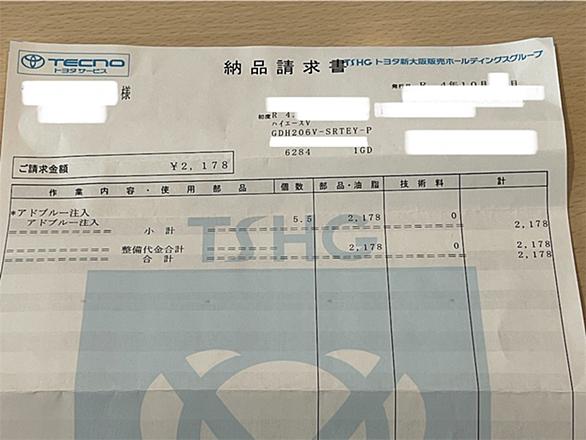 TECNO
トヨタサービス
様
納品請求書
TSHG トヨタ新大阪販売ホールディングスグループ
発行日 R 4年10月 日
初度R 4.
ハイエースV
GDH206V-SRTEY-P
6284 1GD
ご請求金額 ¥2,178
作業内容・使用部品 個数 部品・油脂 技術料 計
*アドブルー注入
アドブルー注入 5.5 2,178 0
========== 小計 ========== 2,178
========== 整備代金合計 2,178 0 2,178
========== 合計 ========== 2,178
TSHG